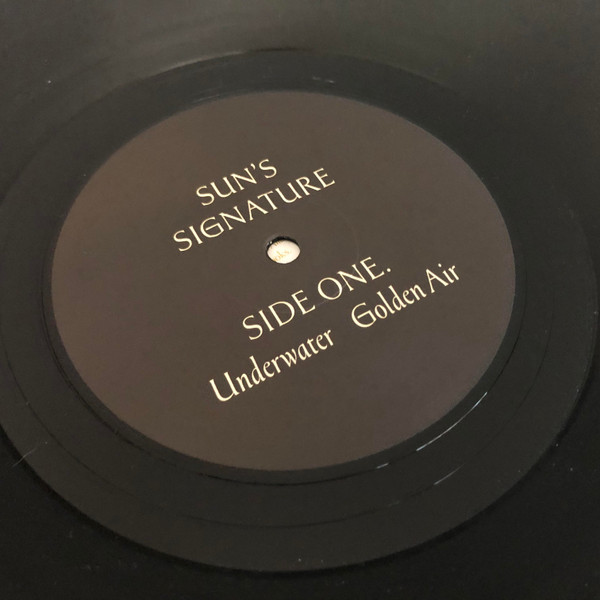 SUN'S
SIGNATURE
SIDE ONE.
Underwater Golden Air